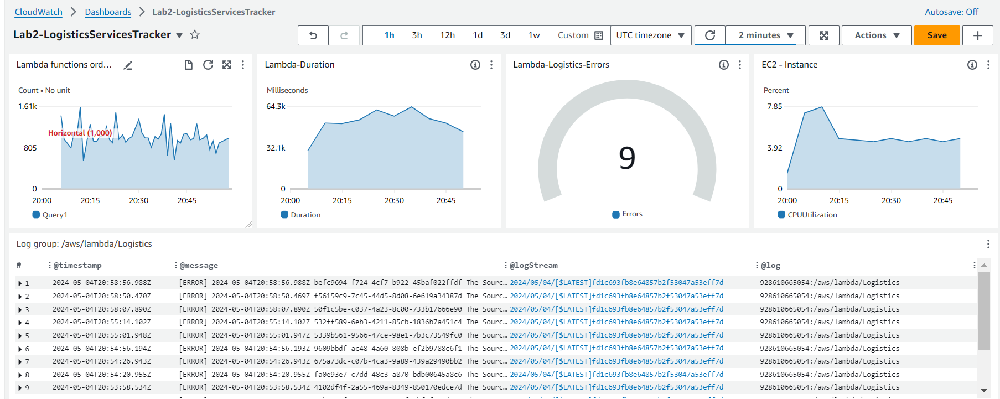 CloudWatch > Dashboards > Lab2-LogisticsServicesTracker
Autosave: Off
Lab2-LogisticsServicesTracker
1h 3h 12h 1d 3d 1w Custom UTC timezone 2 minutes Actions Save
Lambda functions ord...
Count • No unit
1.61k
805
0
Horizontal (1,000)
20:00 20:15 20:30 20:45
Query1
Lambda-Duration
Milliseconds
64.3k
32.1k
0
20:00 20:15 20:30 20:45
Duration
Lambda-Logistics-Errors
9
Errors
EC2 - Instance
Percent
7.85
3.92
0
20:00 20:15 20:30 20:45
CPUUtilization
Log group: /aws/lambda/Logistics
# @timestamp @message @logStream @log
1 2024-05-04T20:58:56.988Z [ERROR] 2024-05-04T20:58:56.988Z befc9694-f724-4cf7-b922-45baf022ffdf The Sourc... 2024/05/04/[$LATEST]fd1c693fb8e64857b2f53047a53eff7d 928610665054:/aws/lambda/Logistics
2 2024-05-04T20:58:50.470Z [ERROR] 2024-05-04T20:58:50.469Z f56159c9-7c45-44d5-8d08-6e619a34387d The Sourc... 2024/05/04/[$LATEST]fd1c693fb8e64857b2f53047a53eff7d 928610665054:/aws/lambda/Logistics
3 2024-05-04T20:58:07.890Z [ERROR] 2024-05-04T20:58:07.890Z 50f1c5be-c037-4a23-8c00-733b17666e90 The Sourc... 2024/05/04/[$LATEST]fd1c693fb8e64857b2f53047a53eff7d 928610665054:/aws/lambda/Logistics
4 2024-05-04T20:55:14.102Z [ERROR] 2024-05-04T20:55:14.102Z 532ff589-6eb3-4211-85cb-1836b7a451c4 The Sourc... 2024/05/04/[$LATEST]fd1c693fb8e64857b2f53047a53eff7d 928610665054:/aws/lambda/Logistics
5 2024-05-04T20:55:01.948Z [ERROR] 2024-05-04T20:55:01.947Z 5339b561-9566-47ce-98e1-7b3c73549fc0 The Sourc... 2024/05/04/[$LATEST]fd1c693fb8e64857b2f53047a53eff7d 928610665054:/aws/lambda/Logistics
6 2024-05-04T20:54:56.194Z [ERROR] 2024-05-04T20:54:56.193Z 9609bbdf-ac48-4a60-808b-ef2b9788c6f1 The Sourc... 2024/05/04/[$LATEST]fd1c693fb8e64857b2f53047a53eff7d 928610665054:/aws/lambda/Logistics
7 2024-05-04T20:54:26.943Z [ERROR] 2024-05-04T20:54:26.943Z 675a73dc-c07b-4ca3-9a89-439a29490bb2 The Sourc... 2024/05/04/[$LATEST]fd1c693fb8e64857b2f53047a53eff7d 928610665054:/aws/lambda/Logistics
8 2024-05-04T20:54:20.955Z [ERROR] 2024-05-04T20:54:20.955Z fa0e93e7-c7dd-48c3-a870-bdb00645a8c6 The Sourc... 2024/05/04/[$LATEST]fd1c693fb8e64857b2f53047a53eff7d 928610665054:/aws/lambda/Logistics
9 2024-05-04T20:53:58.534Z [ERROR] 2024-05-04T20:53:58.534Z 4102df4f-2a55-469a-8349-850170edce7d The Sourc... 2024/05/04/[$LATEST]fd1c693fb8e64857b2f53047a53eff7d 928610665054:/aws/lambda/Logistics